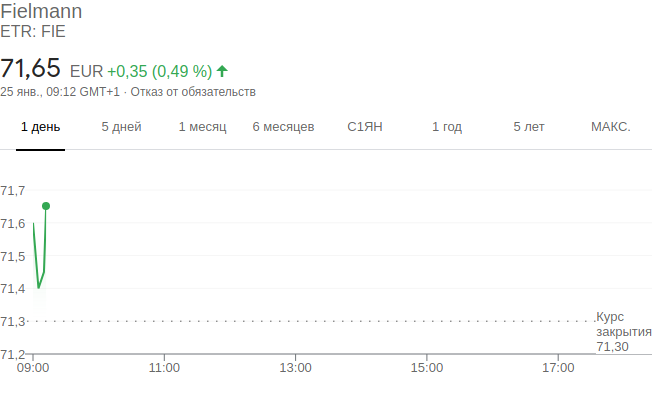 Fielmann
ETR: FIE
71,65 EUR +0,35 (0,49 %)
25 янв., 09:12 GMT+1 · Отказ от обязательств
1 день 5 дней 1 месяц 6 месяцев С1ЯН 1 год 5 лет МАКС.
71,7
71,6
71,5
71,4
71,3
71,2
Курс
закрытия
71,30
09:00 11:00 13:00 15:00 17:00